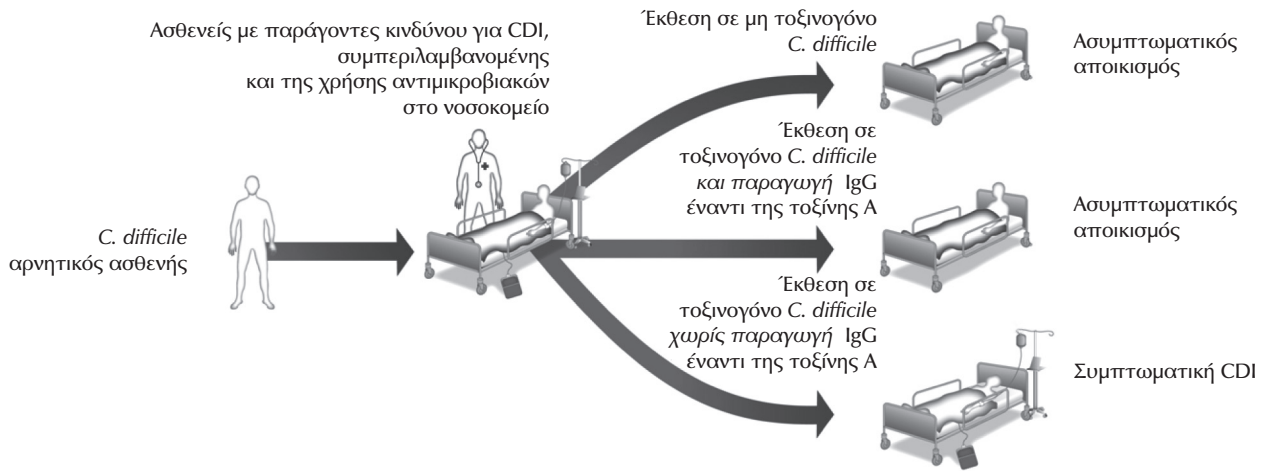 Ασθενείς με παράγοντες κινδύνου για CDI,
συμπεριλαμβανομένης
και της χρήσης αντιμικροβιακών
στο νοσοκομείο
C. difficile
αρνητικός ασθενής
Έκθεση σε μη τοξινογόνο
C. difficile
Ασυμπτωματικός
αποικισμός
Έκθεση σε
τοξινογόνο C. difficile
και παραγωγή IgG
έναντι της τοξίνης Α
Ασυμπτωματικός
αποικισμός
Έκθεση σε
τοξινογόνο C. difficile
χωρίς παραγωγή IgG
έναντι της τοξίνης Α
Συμπτωματική CDI